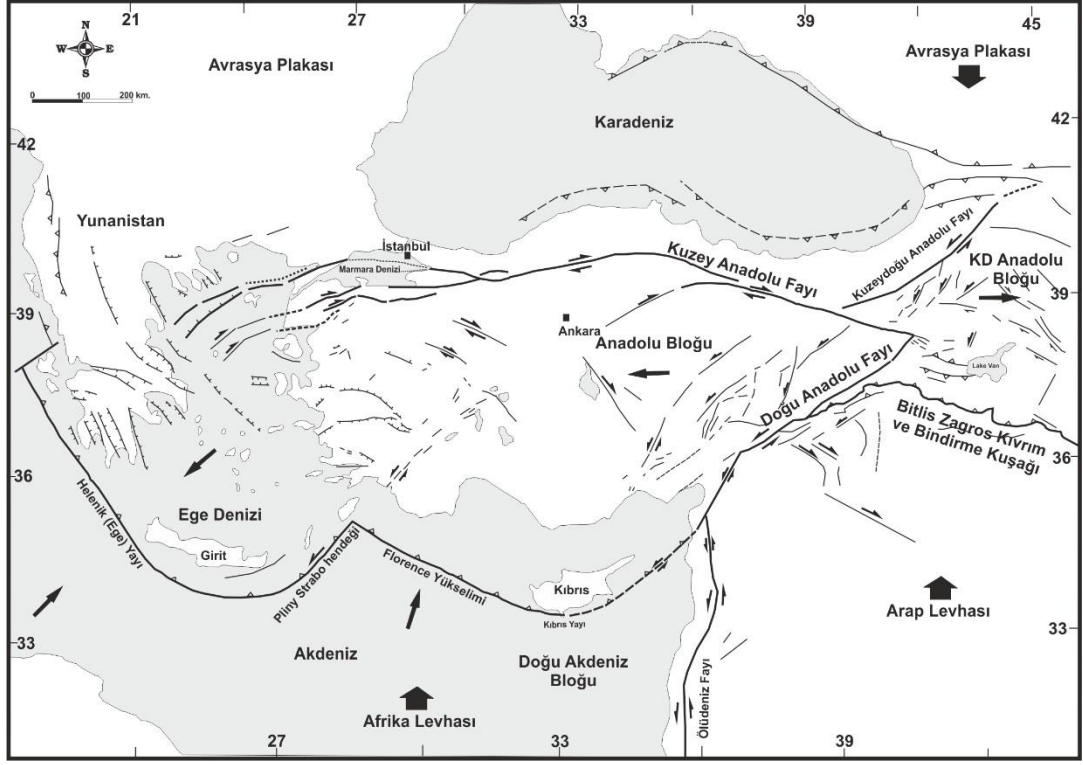 21
27
33
39
45
N
W E
S
0 100 200 km.
Avrasya Plakası
Avrasya Plakası
Karadeniz
42
42
Yunanistan
İstanbul
Marmara Denizi
Kuzey Anadolu Fayı
Kuzeydoğu Anadolu Fayı
KD Anadolu
Bloğu
39
39
Ankara
Anadolu Bloğu
Lake Van
Doğu Anadolu Fayı
Bitlis Zagros Kıvrım
ve Bindirme Kuşağı
36
36
Ege Denizi
Helenik (Ege) Yayı
Girit
Pliny Strabo hendeği
Florence Yükselimi
Kıbrıs
Kıbrıs Yayı
Arap Levhası
33
33
Akdeniz
Doğu Akdeniz
Bloğu
Ölüdeniz Fayı
Afrika Levhası
27
33
39